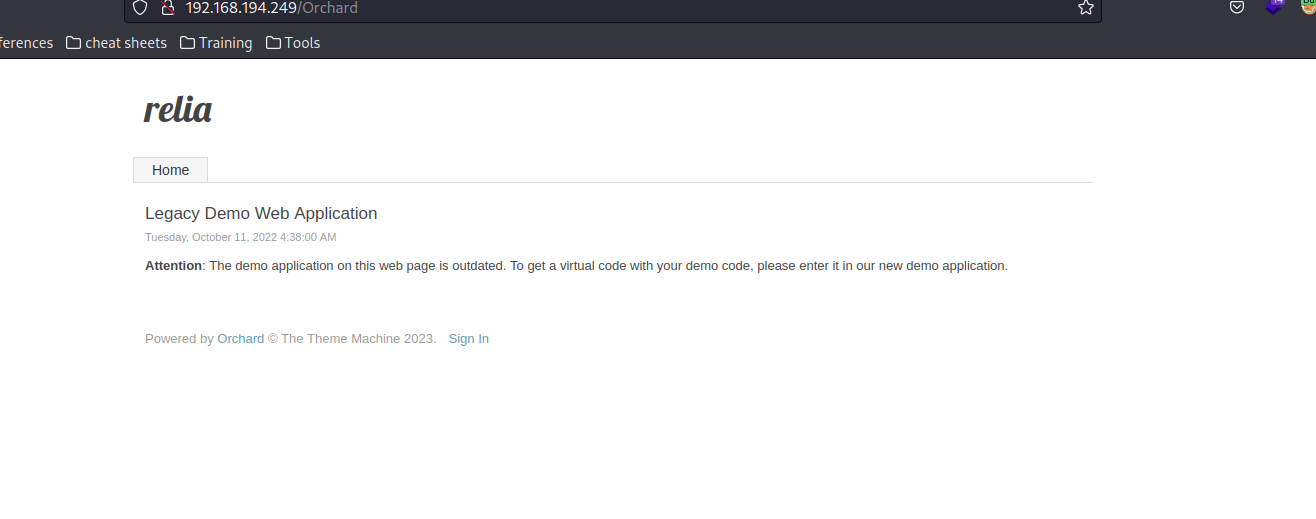 192.168.194.249/Orchard
ferences cheat sheets Training Tools
relia
Home
Legacy Demo Web Application
Tuesday, October 11, 2022 4:38:00 AM
Attention: The demo application on this web page is outdated. To get a virtual code with your demo code, please enter it in our new demo application.
Powered by Orchard © The Theme Machine 2023. Sign In